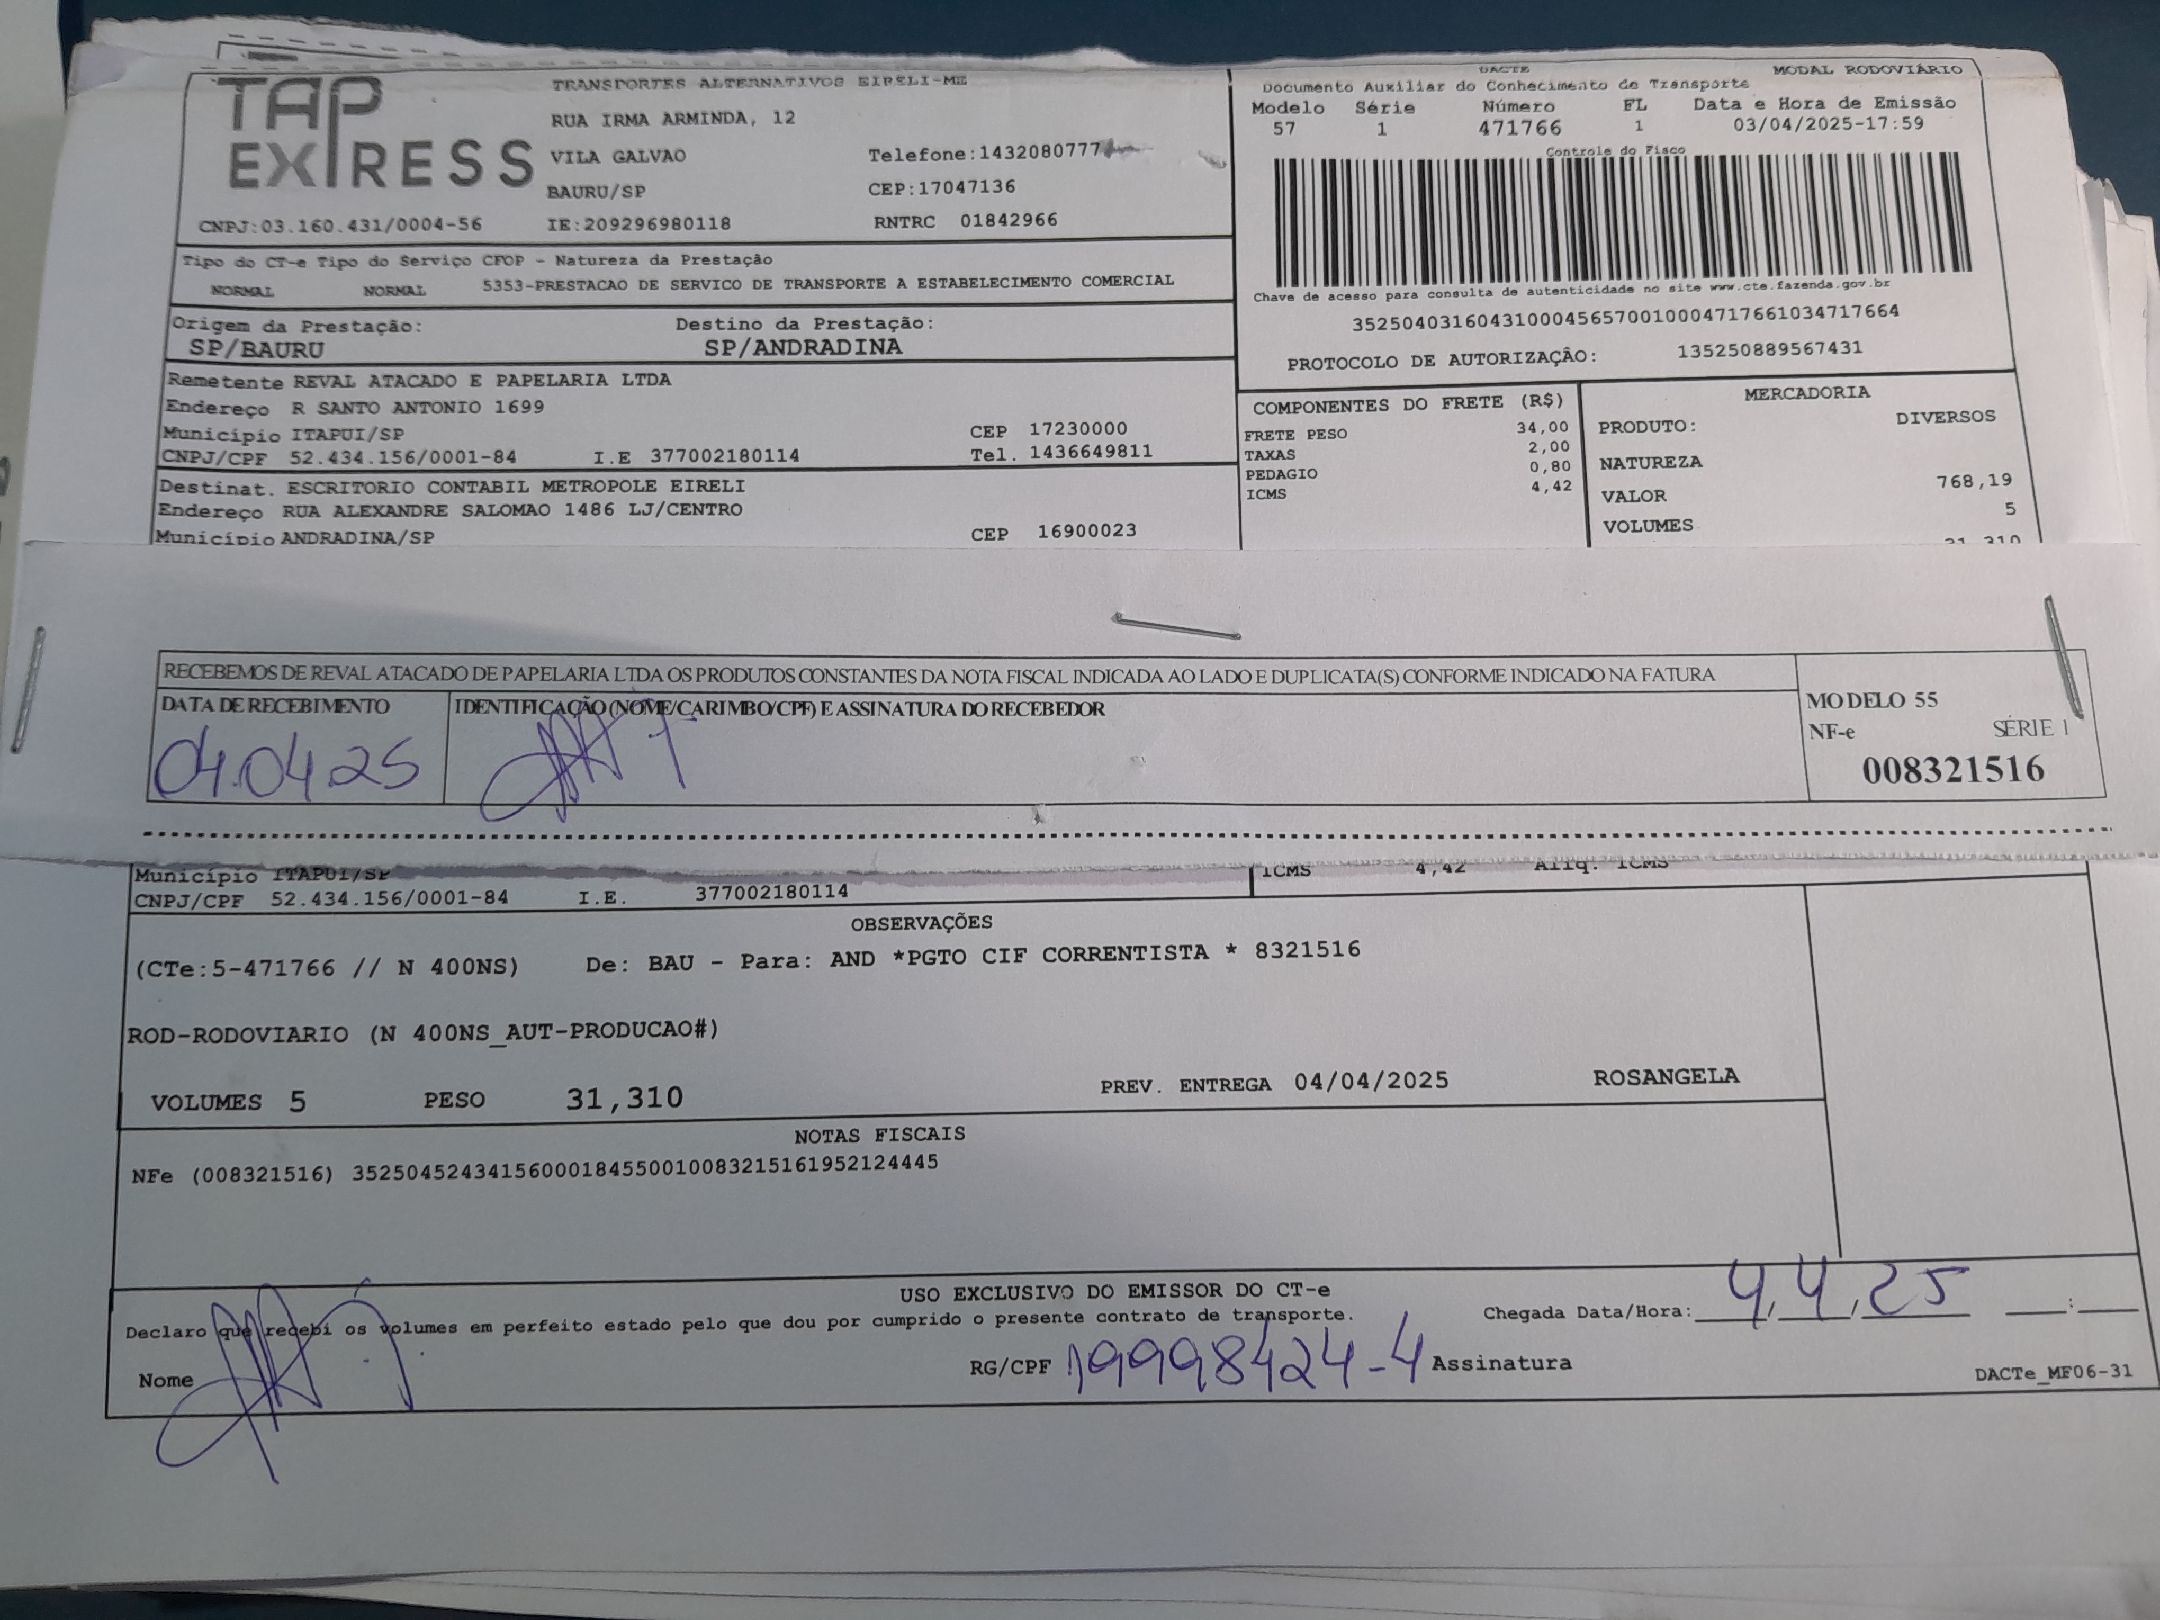 TAP EXPRESS
TRANSPORTES ALTERNATIVOS EIRELI-ME
RUA IRMA ARMINDA, 12
VILA GALVAO Telefone:1432080777
BAURU/SP CEP:17047136
CNPJ:03.160.431/0004-56 IE:209296980118 RNTRC 01842966
DACTE MODAL RODOVIÁRIO
Documento Auxiliar do Conhecimento de Transporte
Modelo Série Número FL Data e Hora de Emissão
57 1 471766 1 03/04/2025-17:59
Controle do Fisco
Chave de acesso para consulta de autenticidade no site www.cte.fazenda.gov.br
35250403160431000456570010004717661034717664
PROTOCOLO DE AUTORIZAÇÃO: 135250889567431
Tipo do CT-e Tipo do Serviço CFOP - Natureza da Prestação
NORMAL NORMAL 5353-PRESTACAO DE SERVICO DE TRANSPORTE A ESTABELECIMENTO COMERCIAL
Origem da Prestação: Destino da Prestação:
SP/BAURU SP/ANDRADINA
Remetente REVAL ATACADO E PAPELARIA LTDA
Endereço R SANTO ANTONIO 1699
Município ITAPUI/SP CEP 17230000
CNPJ/CPF 52.434.156/0001-84 I.E 377002180114 Tel. 1436649811
Destinat. ESCRITORIO CONTABIL METROPOLE EIRELI
Endereço RUA ALEXANDRE SALOMAO 1486 LJ/CENTRO
Município ANDRADINA/SP CEP 16900023
COMPONENTES DO FRETE (R$)
FRETE PESO 34,00
TAXAS 2,00
PEDAGIO 0,80
ICMS 4,42
MERCADORIA
PRODUTO: DIVERSOS
NATUREZA
VALOR 768,19
VOLUMES 5
31,310
RECEBEMOS DE REVAL ATACADO DE PAPELARIA LTDA OS PRODUTOS CONSTANTES DA NOTA FISCAL INDICADA AO LADO E DUPLICATA(S) CONFORME INDICADO NA FATURA
DATA DE RECEBIMENTO IDENTIFICAÇÃO (NOME/CARIMBO/CPF) E ASSINATURA DO RECEBEDOR
04.04.25
MODELO 55
NF-e SÉRIE 1
008321516
Município ITAPUI/SP ICMS 4,42 Aliq. ICMS
CNPJ/CPF 52.434.156/0001-84 I.E. 377002180114
OBSERVAÇÕES
(CTe:5-471766 // N 400NS) De: BAU - Para: AND *PGTO CIF CORRENTISTA * 8321516
ROD-RODOVIARIO (N 400NS_AUT-PRODUCAO#)
VOLUMES 5 PESO 31,310 PREV. ENTREGA 04/04/2025 ROSANGELA
NOTAS FISCAIS
NFe (008321516) 35250452434156000184550010083215161952124445
USO EXCLUSIVO DO EMISSOR DO CT-e
Declaro que recebi os volumes em perfeito estado pelo que dou por cumprido o presente contrato de transporte. Chegada Data/Hora: 4/4/25 __:__
Nome RG/CPF 19998424-4 Assinatura
DACTe_MF06-31